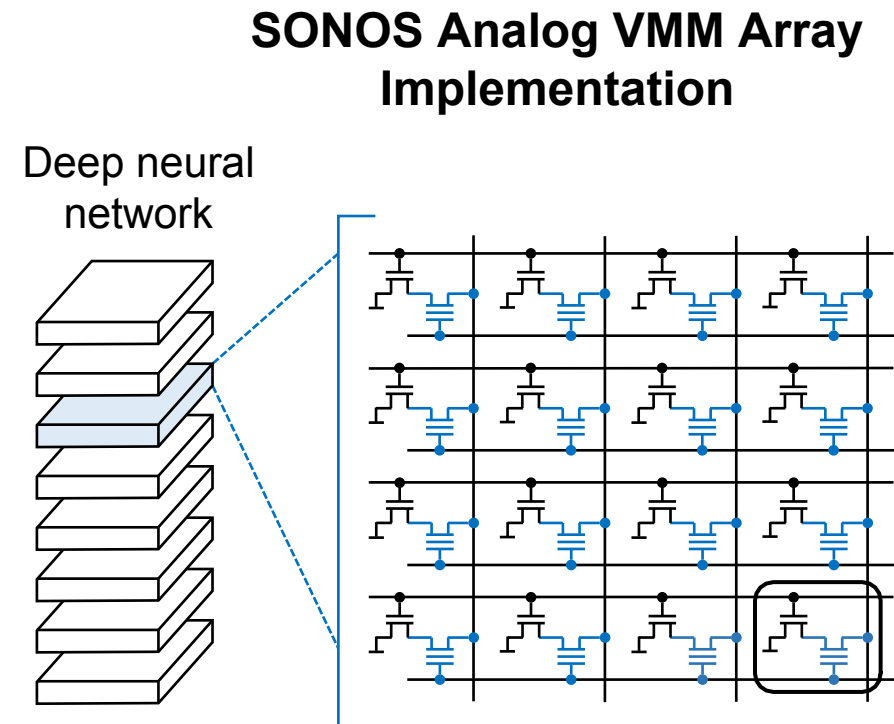 SONOS Analog VMM Array
Implementation
Deep neural
network